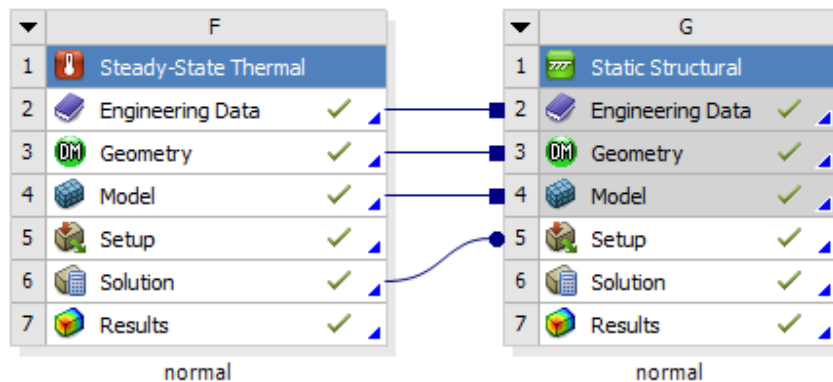 F
1 Steady-State Thermal
2 Engineering Data
3 DM Geometry
4 Model
5 Setup
6 Solution
7 Results
normal
G
1 Static Structural
2 Engineering Data
3 DM Geometry
4 Model
5 Setup
6 Solution
7 Results
normal